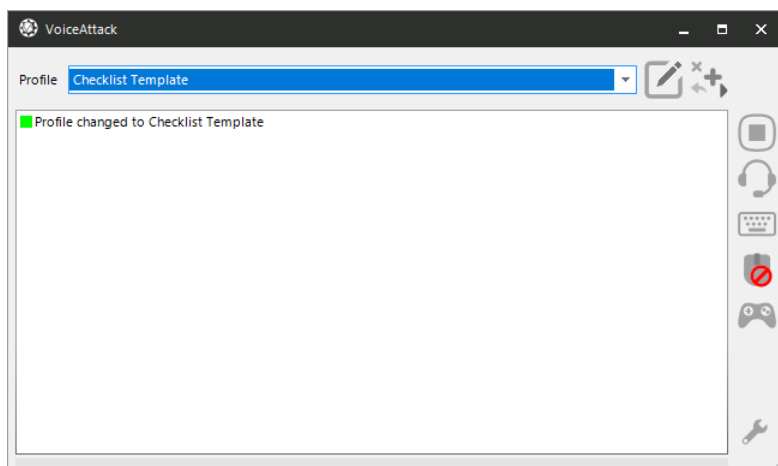 VoiceAttack
Profile Checklist Template
Profile changed to Checklist Template